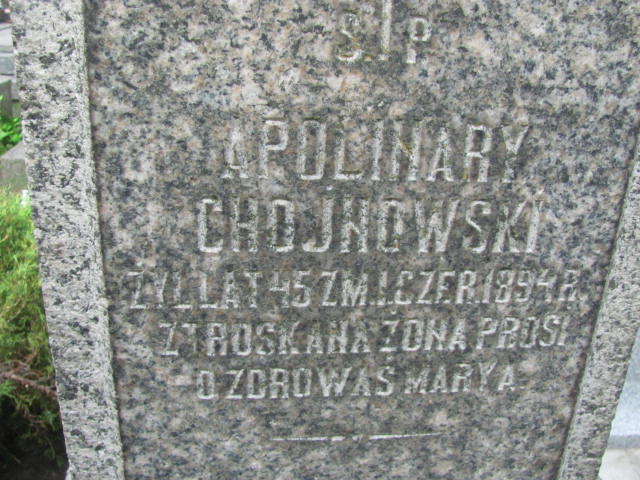 Ś.†P.
APOLINARY
CHOJNOWSKI
ŻYŁ LAT 45 ZM. 1. CZER. 1894 R.
ZTROSKANA ŻONA PROSI
O ZDROWAŚ MARYA